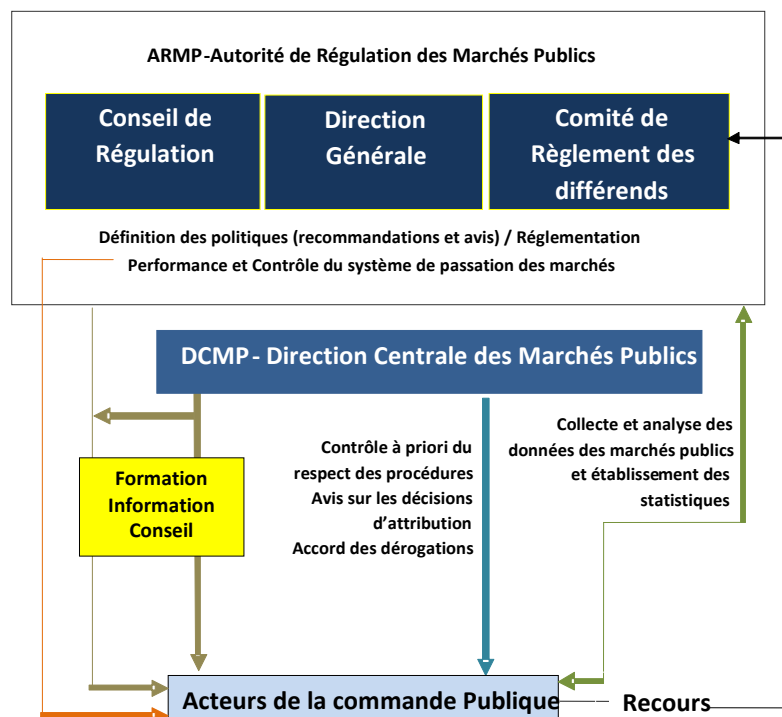 ARMP-Autorité de Régulation des Marchés Publics
Conseil de
Régulation
Direction
Générale
Comité de
Règlement des
différends
Définition des politiques (recommandations et avis) / Réglementation
Performance et Contrôle du système de passation des marchés
DCMP - Direction Centrale des Marchés Publics
Formation
Information
Conseil
Contrôle à priori du
respect des procédures
Avis sur les décisions
d'attribution
Accord des dérogations
Collecte et analyse des
données des marchés publics
et établissement des
statistiques
Acteurs de la commande Publique
Recours